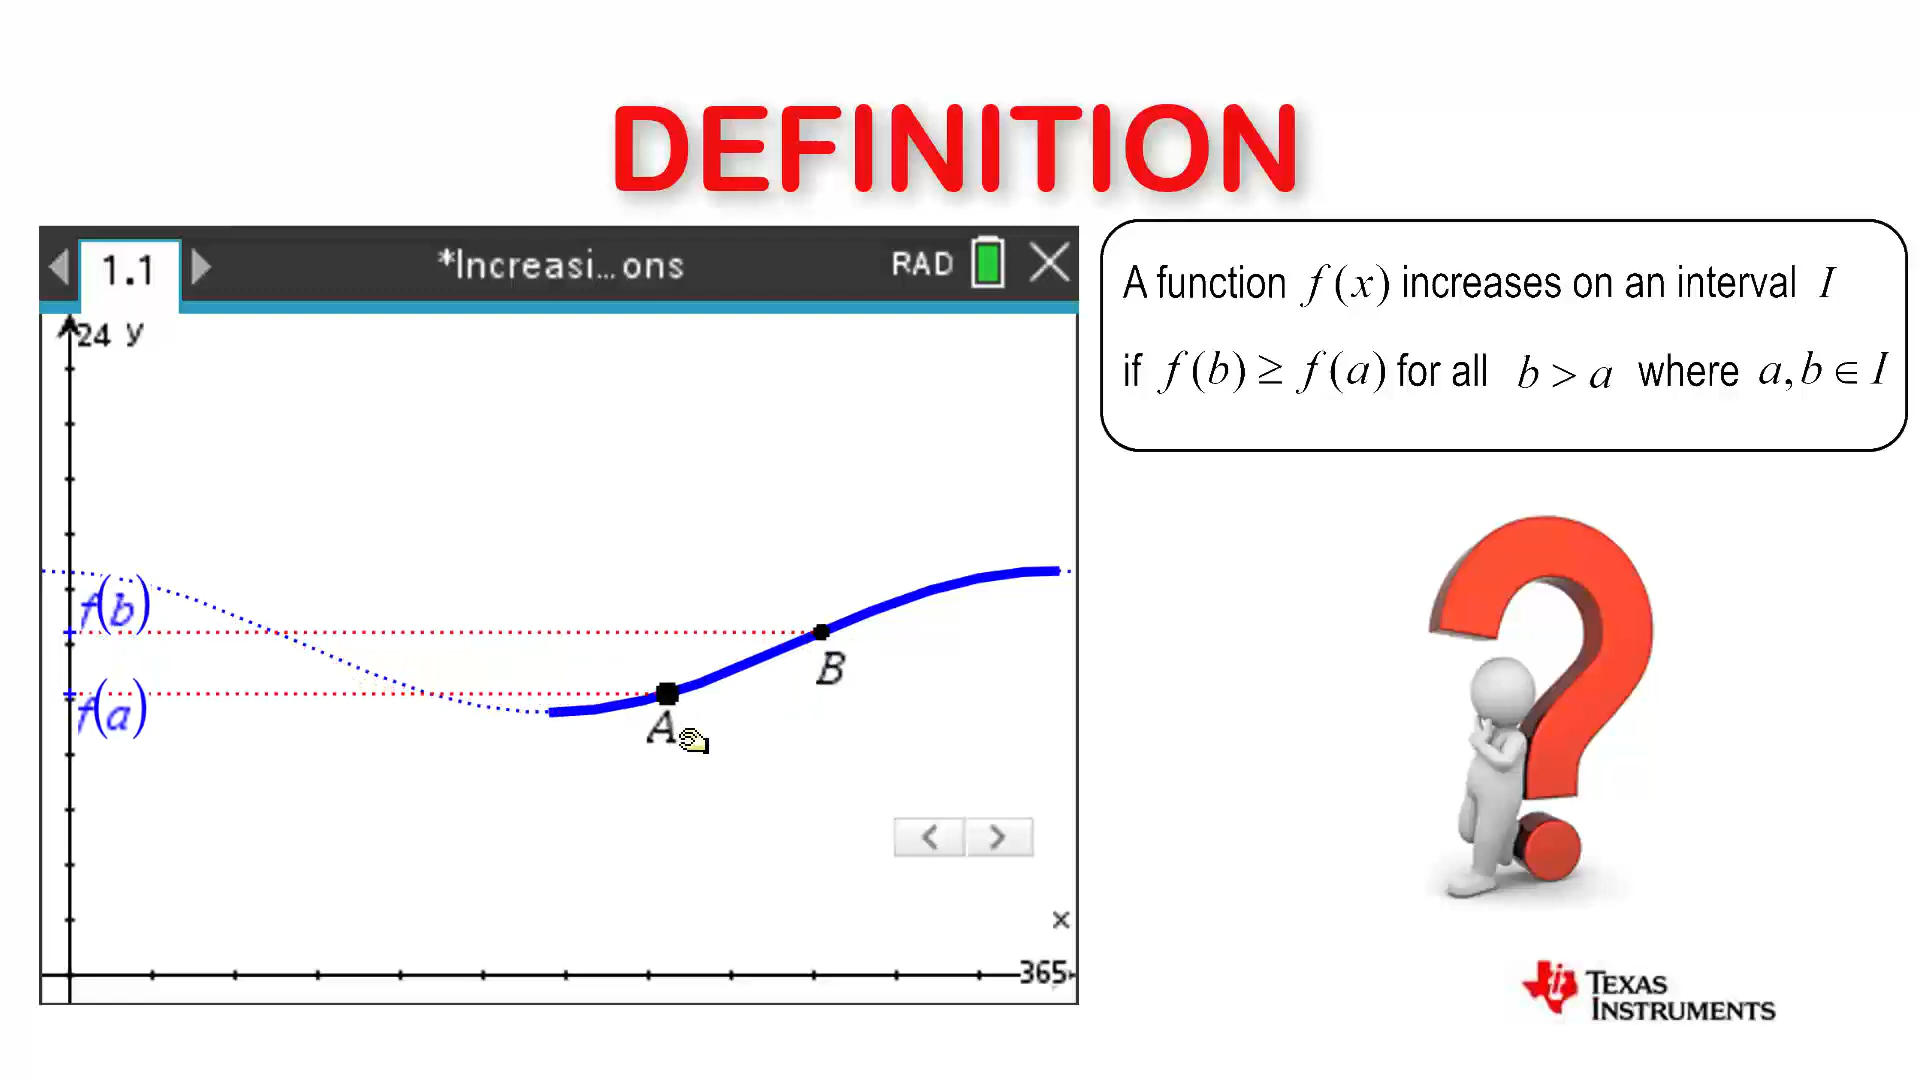 DEFINITION
1.1
*Increasi...ons
RAD
24 y
f(b)
f(a)
B
A
< >
x
365
A function f(x) increases on an interval I
if f(b) ≥ f(a) for all b > a where a, b ∈ I
TEXAS
INSTRUMENTS